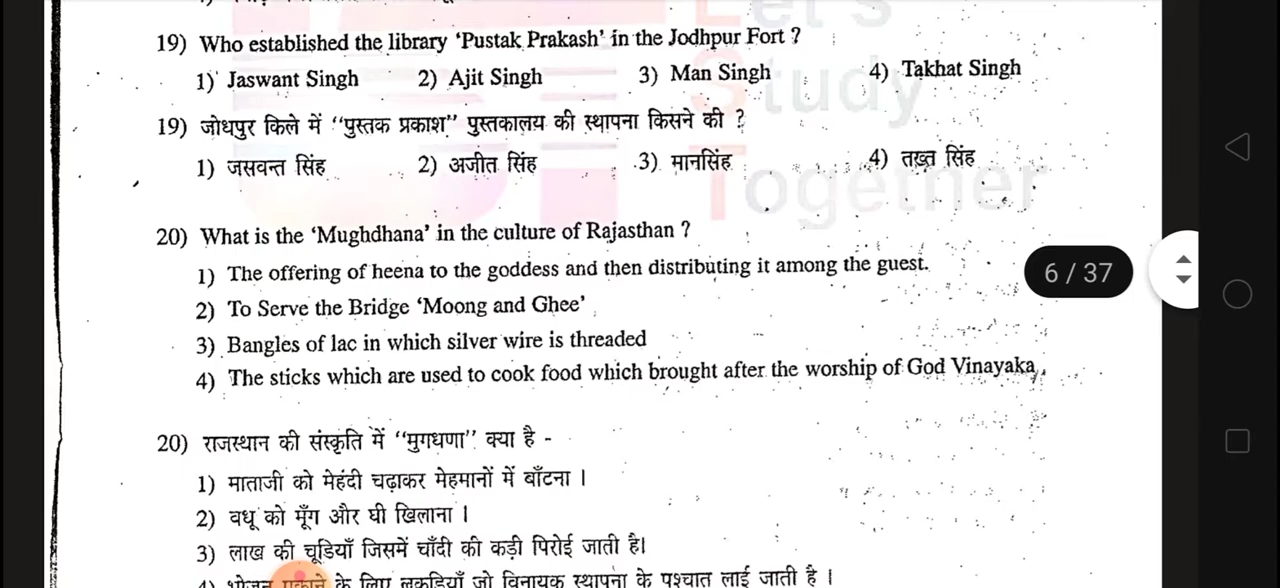 Let's
19) Who established the library 'Pustak Prakash' in the Jodhpur Fort ?
1) Jaswant Singh 2) Ajit Singh 3) Man Singh 4) Takhat Singh
Study
19) जोधपुर किले में "पुस्तक प्रकाश" पुस्तकालय की स्थापना किसने की ?
1) जसवन्त सिंह 2) अजीत सिंह 3) मानसिंह 4) तख़्त सिंह
Together
20) What is the 'Mughdhana' in the culture of Rajasthan ?
1) The offering of heena to the goddess and then distributing it among the guest.
6 / 37
2) To Serve the Bridge 'Moong and Ghee'
3) Bangles of lac in which silver wire is threaded
4) The sticks which are used to cook food which brought after the worship of God Vinayaka
20) राजस्थान की संस्कृति में "मुगधणा" क्या है -
1) माताजी को मेहंदी चढ़ाकर मेहमानों में बाँटना ।
2) वधू को मूँग और घी खिलाना ।
3) लाख की चूडियाँ जिसमें चाँदी की कड़ी पिरोई जाती है।
4) भोजन पकाने के लिए लकडियाँ जो विनायक स्थापना के पश्चात लाई जाती है ।